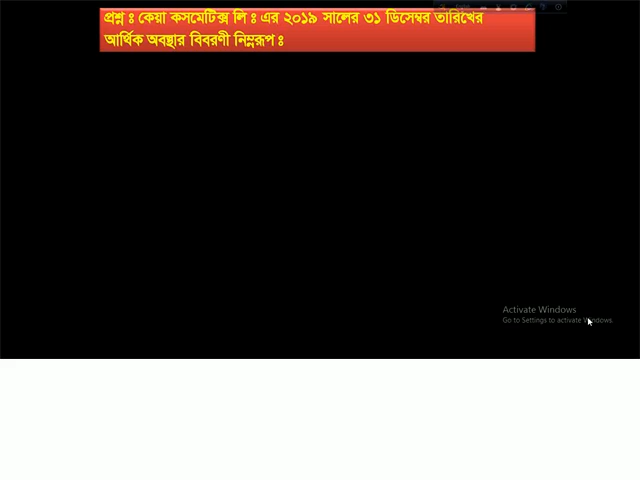 প্রশ্ন ঃ কেয়া কসমেটিক্স লি ঃ এর ২০১৯ সালের ৩১ ডিসেম্বর তারিখের
আর্থিক অবস্থার বিবরণী নিম্নরূপ ঃ
Activate Windows
Go to Settings to activate Windows.